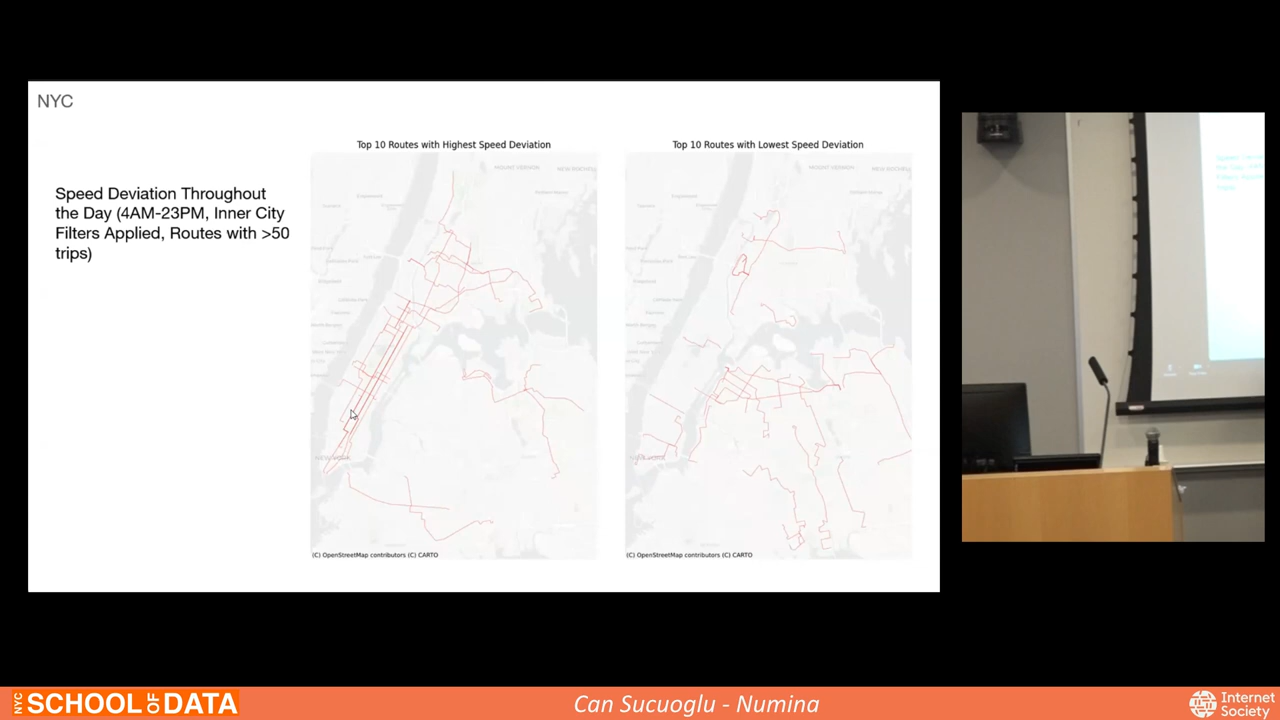 NYC
Speed Deviation Throughout
the Day (4AM-23PM, Inner City
Filters Applied, Routes with >50
trips)
Top 10 Routes with Highest Speed Deviation
MOUNT VERNON
NEW YORK
(C) OpenStreetMap contributors (C) CARTO
Top 10 Routes with Lowest Speed Deviation
MOUNT VERNON
NEW YORK
(C) OpenStreetMap contributors (C) CARTO
NYC SCHOOL OF DATA
Can Sucuoglu - Numina
Internet
Society